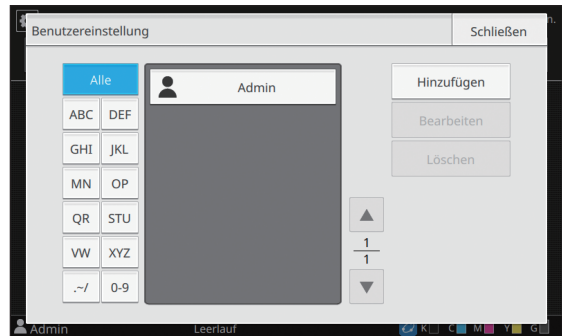 Benutzereinstellung
Schließen
n.
Alle
Admin
Hinzufügen
ABC DEF
Bearbeiten
GHI JKL
Löschen
MN OP
QR STU
VW XYZ
1
1
.~/ 0-9
Admin Leerlauf K C M Y G